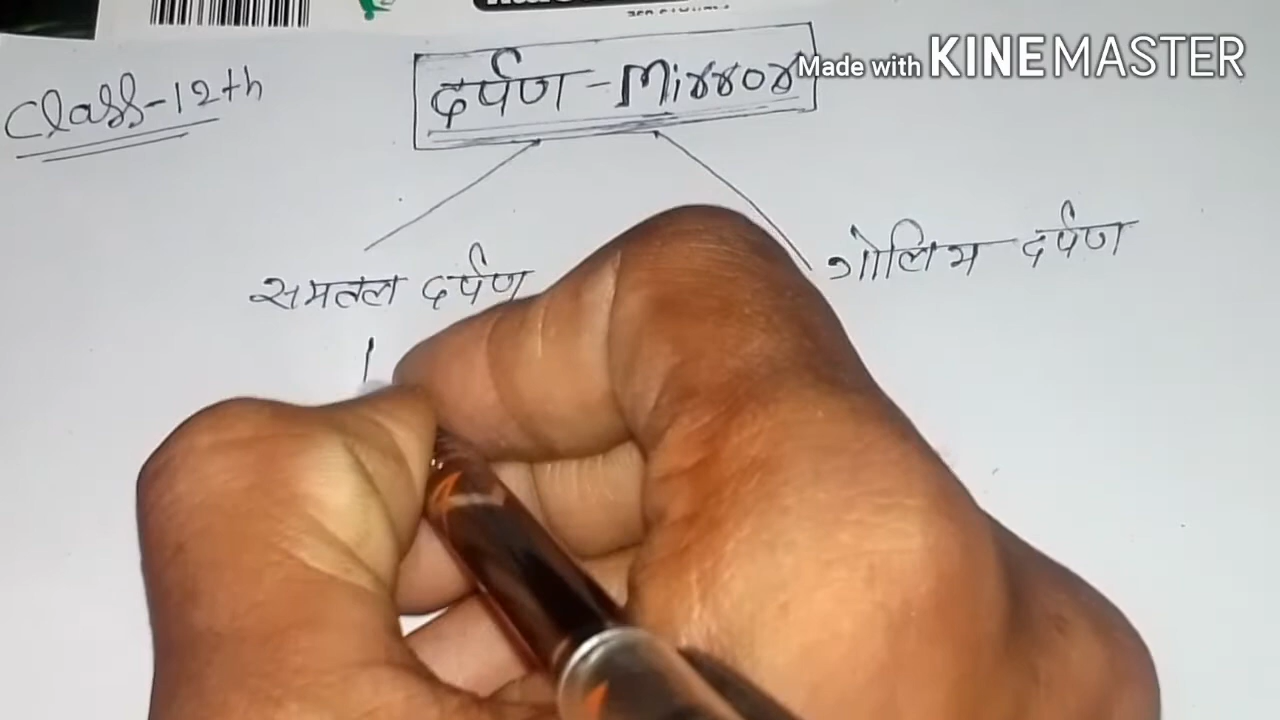 Made with KINEMASTER
दर्पण - Mirror
Class-12th
समतल दर्पण
गोलिय दर्पण